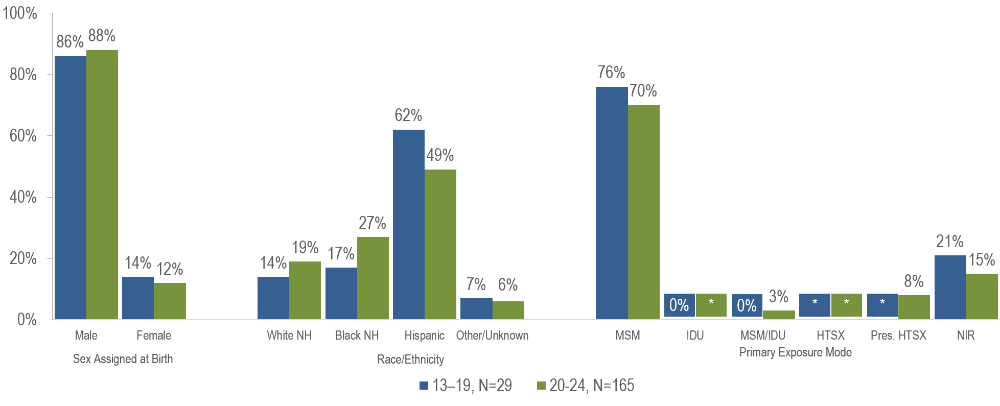 100%
80%
60%
40%
20%
0%
86%
88%
14%
12%
14%
19%
17%
27%
62%
49%
7%
6%
76%
70%
0%
*
0%
3%
*
*
*
8%
21%
15%
Male
Female
White NH
Black NH
Hispanic
Other/Unknown
MSM
IDU
MSM/IDU
HTSX
Pres. HTSX
NIR
Sex Assigned at Birth
Race/Ethnicity
Primary Exposure Mode
13–19, N=29
20-24, N=165